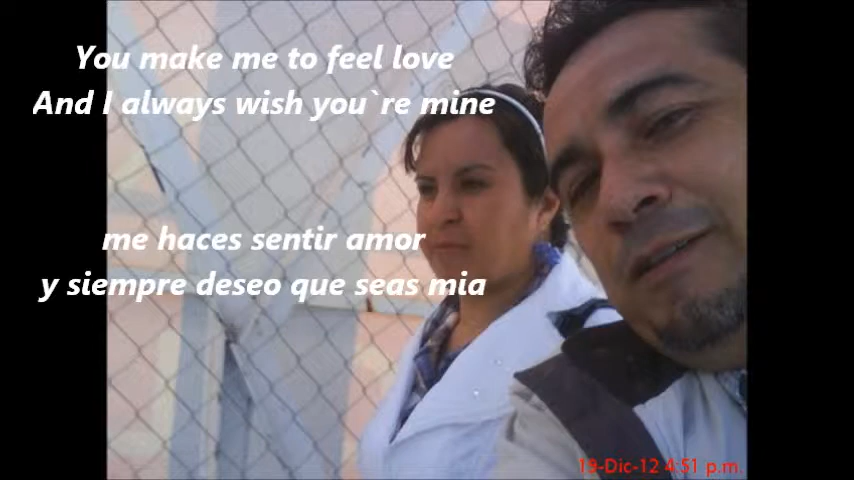 You make me to feel love
And I always wish you`re mine
me haces sentir amor
y siempre deseo que seas mia
19-Dic-12 4:51 p.m.